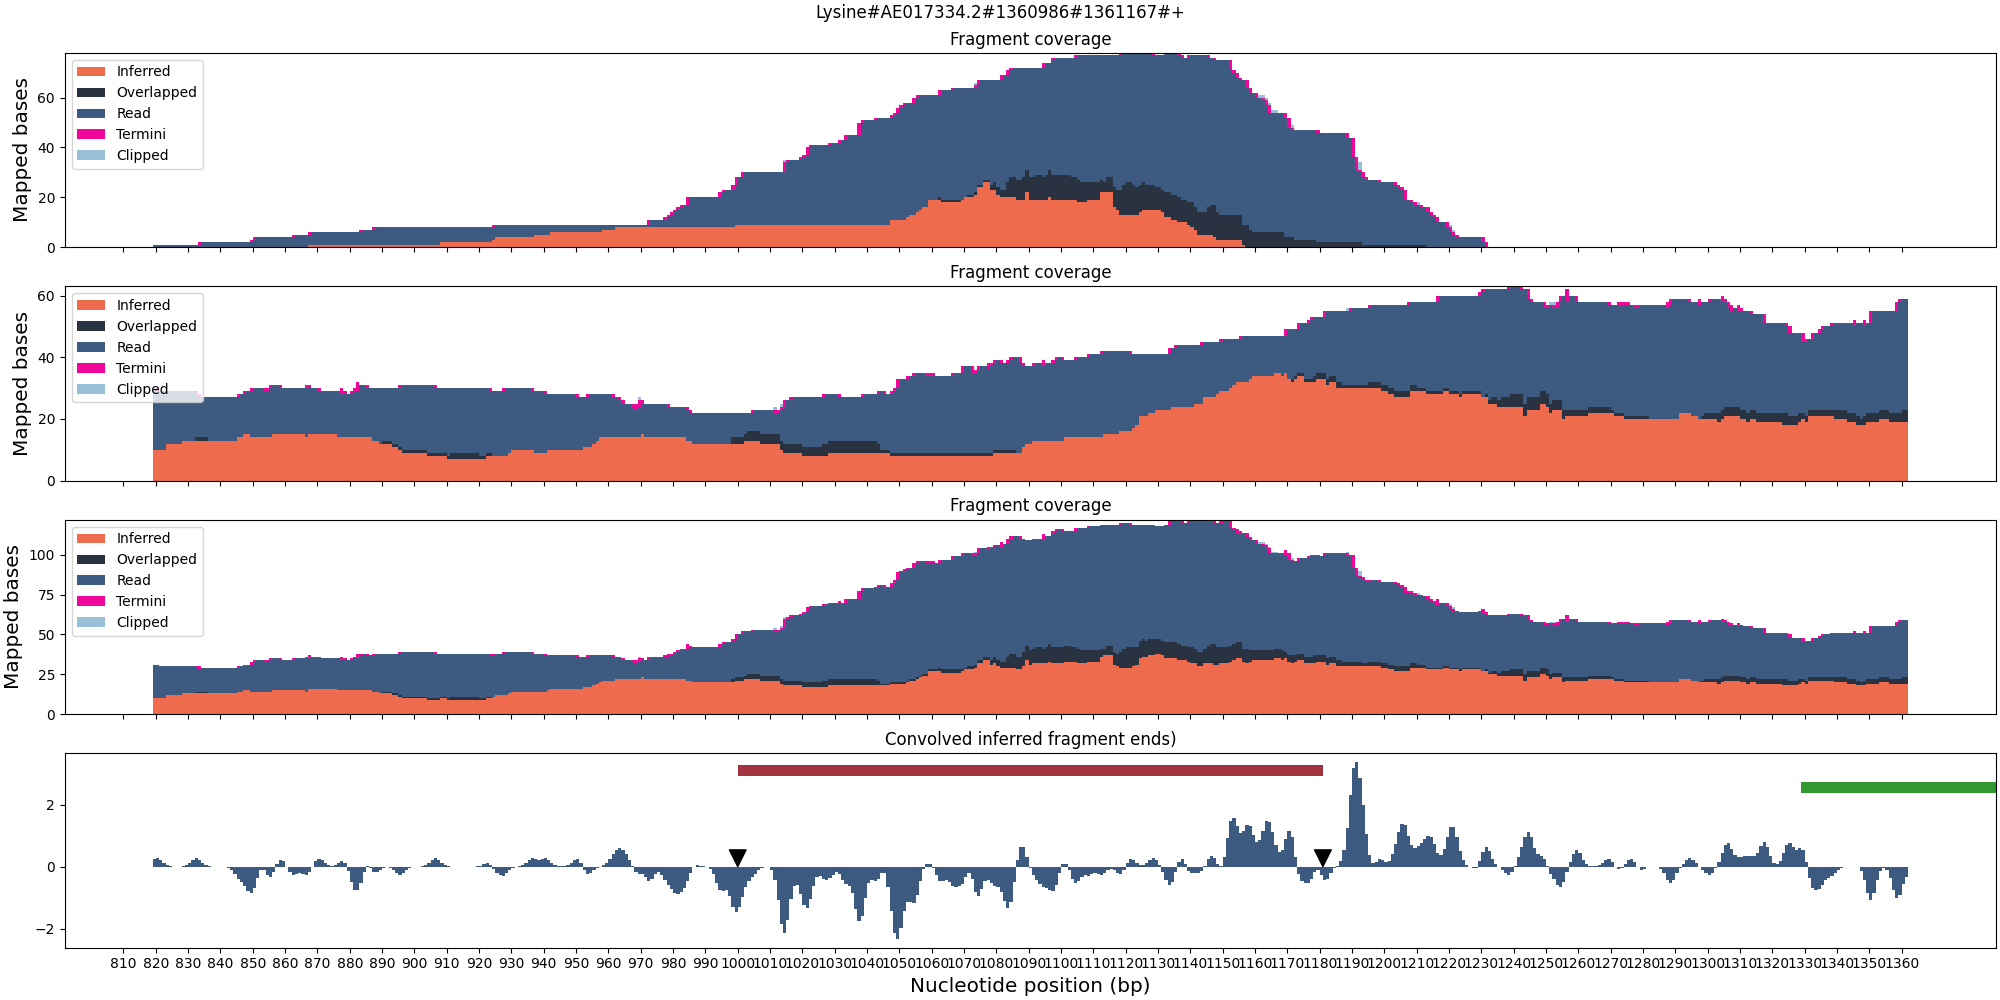 Lysine#AE017334.2#1360986#1361167#+
Fragment coverage
Mapped bases
60
40
20
0
Inferred
Overlapped
Read
Termini
Clipped
Fragment coverage
Mapped bases
60
40
20
0
Inferred
Overlapped
Read
Termini
Clipped
Fragment coverage
Mapped bases
100
75
50
25
0
Inferred
Overlapped
Read
Termini
Clipped
Convolved inferred fragment ends)
2
0
−2
810 820 830 840 850 860 870 880 890 900 910 920 930 940 950 960 970 980 990 1000 1010 1020 1030 1040 1050 1060 1070 1080 1090 1100 1110 1120 1130 1140 1150 1160 1170 1180 1190 1200 1210 1220 1230 1240 1250 1260 1270 1280 1290 1300 1310 1320 1330 1340 1350 1360
Nucleotide position (bp)